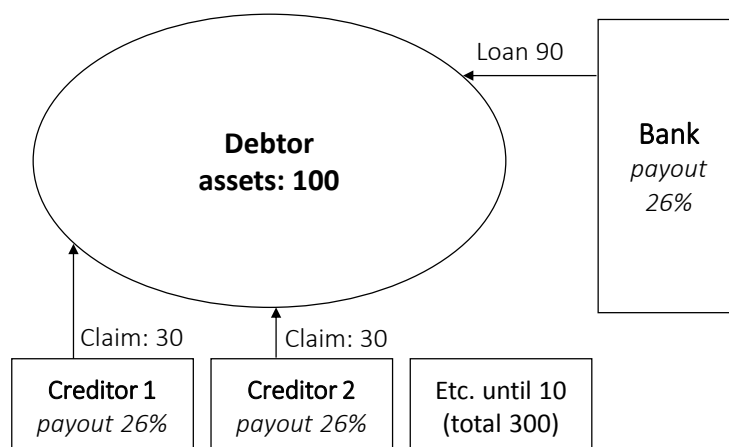 Loan 90
Debtor
assets: 100
Bank
payout
26%
Claim: 30
Claim: 30
Creditor 1
payout 26%
Creditor 2
payout 26%
Etc. until 10
(total 300)